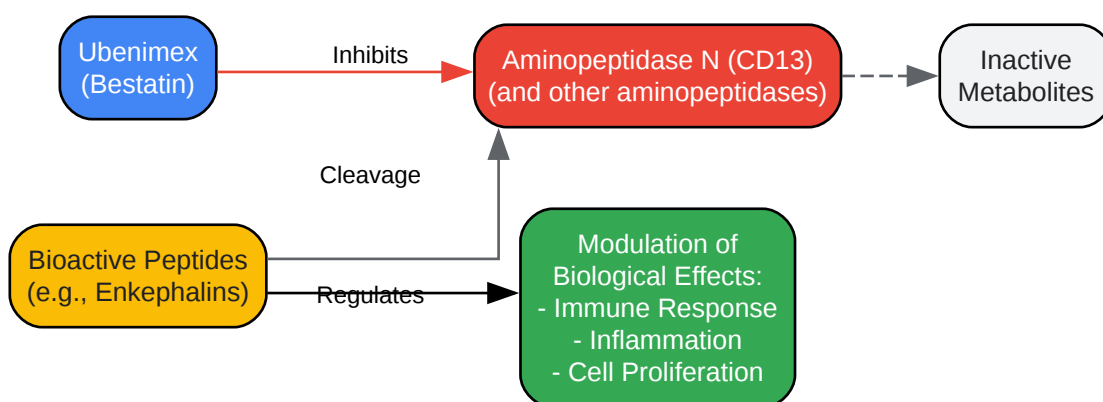 Ubenimex
(Bestatin)
Inhibits
Aminopeptidase N (CD13)
(and other aminopeptidases)
Inactive
Metabolites
Cleavage
Bioactive Peptides
(e.g., Enkephalins)
Regulates
Modulation of
Biological Effects:
- Immune Response
- Inflammation
- Cell Proliferation